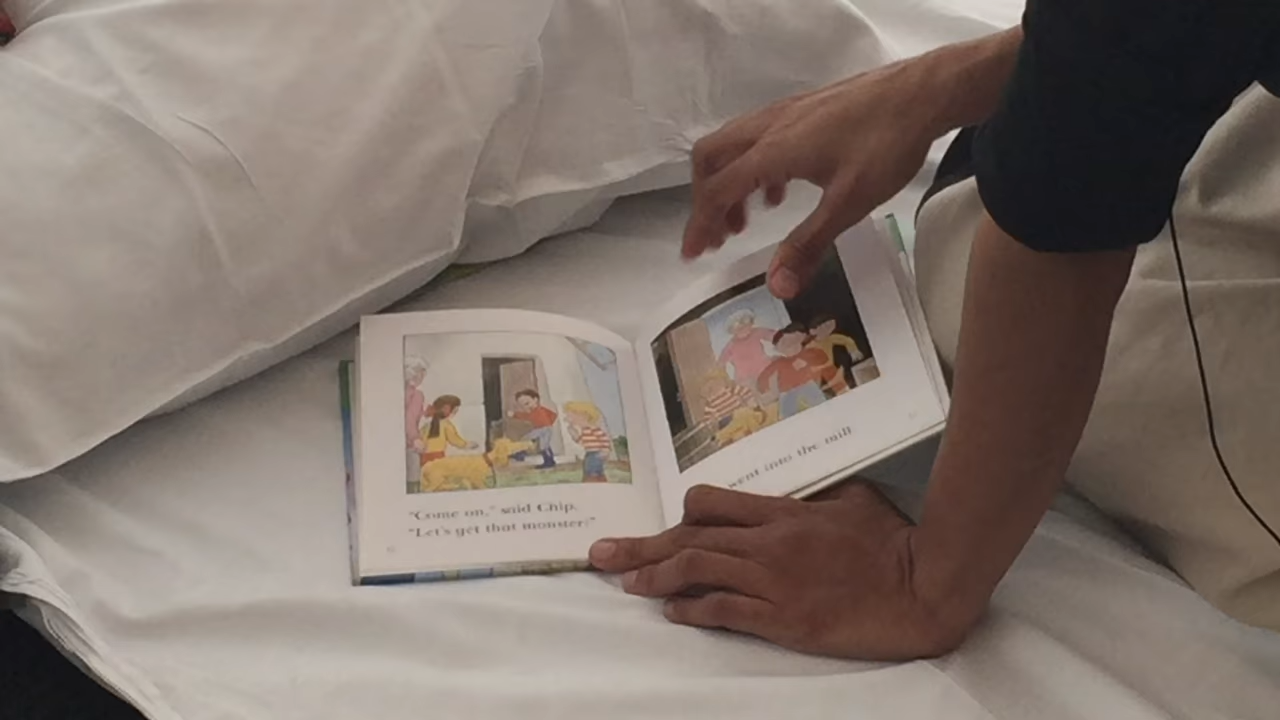 "Come on," said Chip.
"Let's get that monster!"
went into the mill